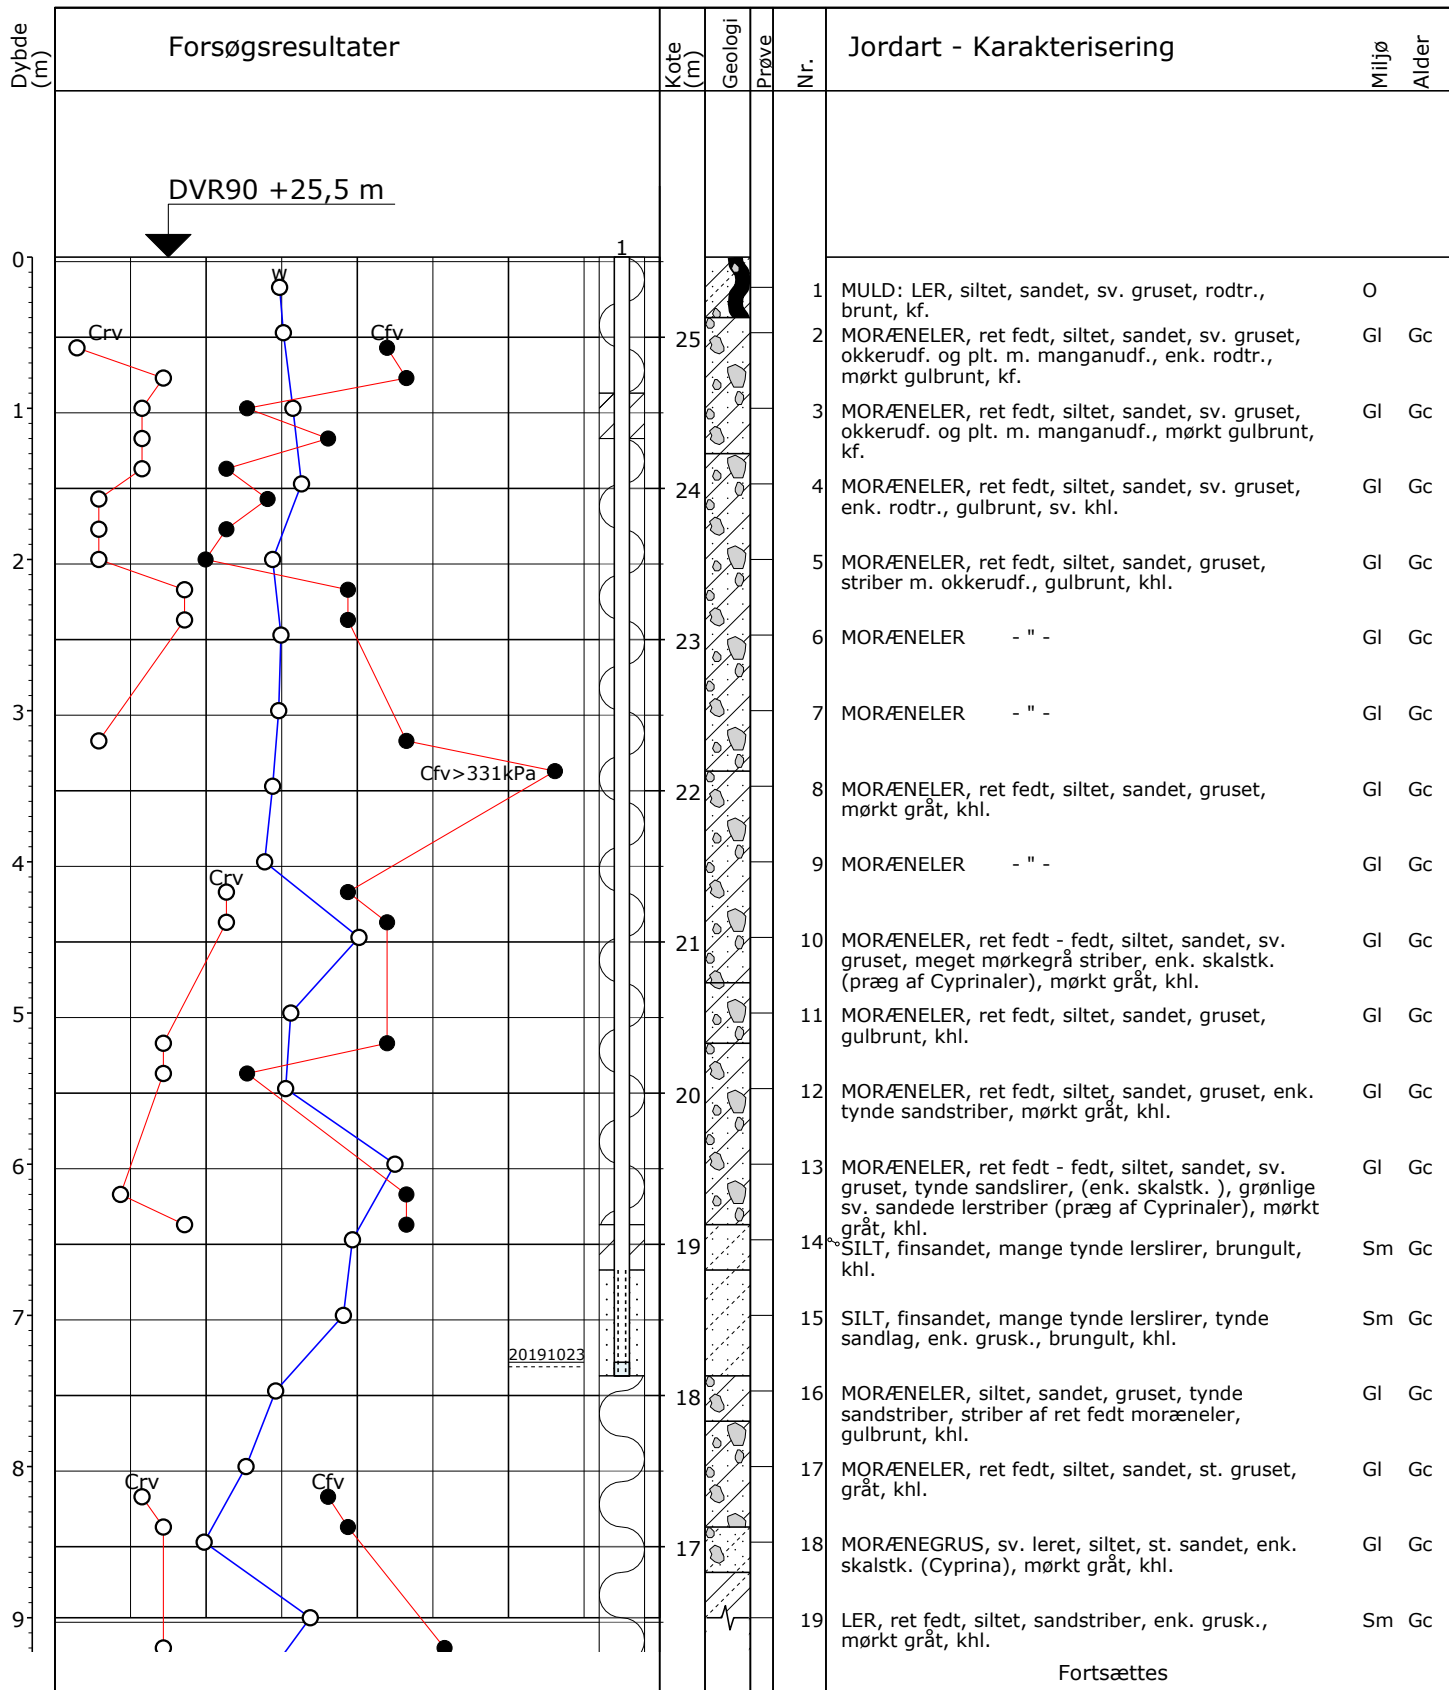 Dybde (m)
Forsøgsresultater
Kote (m)
Geologi
Prøve
Nr.
Jordart - Karakterisering
Miljø
Alder
DVR90 +25,5 m
1
0
w
1 MULD: LER, siltet, sandet, sv. gruset, rodtr., O
brunt, kf.
Crv Cfv
25
2 MORÆNELER, ret fedt, siltet, sandet, sv. gruset, Gl Gc
okkerudf. og plt. m. manganudf., enk. rodtr.,
mørkt gulbrunt, kf.
1
3 MORÆNELER, ret fedt, siltet, sandet, sv. gruset, Gl Gc
okkerudf. og plt. m. manganudf., mørkt gulbrunt,
kf.
24
4 MORÆNELER, ret fedt, siltet, sandet, sv. gruset, Gl Gc
enk. rodtr., gulbrunt, sv. khl.
2
5 MORÆNELER, ret fedt, siltet, sandet, gruset, Gl Gc
striber m. okkerudf., gulbrunt, khl.
23
6 MORÆNELER - " - Gl Gc
3
7 MORÆNELER - " - Gl Gc
Cfv>331kPa
22
8 MORÆNELER, ret fedt, siltet, sandet, gruset, Gl Gc
mørkt gråt, khl.
4
9 MORÆNELER - " - Gl Gc
Crv
21
10 MORÆNELER, ret fedt - fedt, siltet, sandet, sv. Gl Gc
gruset, meget mørkegrå striber, enk. skalstk.
(præg af Cyprinaler), mørkt gråt, khl.
5
11 MORÆNELER, ret fedt, siltet, sandet, gruset, Gl Gc
gulbrunt, khl.
20
12 MORÆNELER, ret fedt, siltet, sandet, gruset, enk. Gl Gc
tynde sandstriber, mørkt gråt, khl.
6
13 MORÆNELER, ret fedt - fedt, siltet, sandet, sv. Gl Gc
gruset, tynde sandslirer, (enk. skalstk. ), grønlige
sv. sandede lerstriber (præg af Cyprinaler), mørkt
gråt, khl.
19
14 SILT, finsandet, mange tynde lerslirer, brungult, Sm Gc
khl.
7
15 SILT, finsandet, mange tynde lerslirer, tynde Sm Gc
sandlag, enk. grusk., brungult, khl.
20191023
18
16 MORÆNELER, siltet, sandet, gruset, tynde Gl Gc
sandstriber, striber af ret fedt moræneler,
gulbrunt, khl.
8
17 MORÆNELER, ret fedt, siltet, sandet, st. gruset, Gl Gc
gråt, khl.
Crv Cfv
17
18 MORÆNEGRUS, sv. leret, siltet, st. sandet, enk. Gl Gc
skalstk. (Cyprina), mørkt gråt, khl.
9
19 LER, ret fedt, siltet, sandstriber, enk. grusk., Sm Gc
mørkt gråt, khl.
Fortsættes